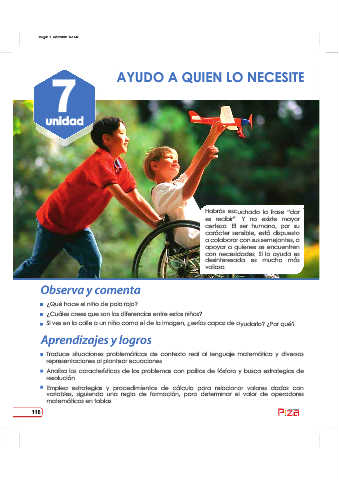 AYUDO A QUIEN LO NECESITE
7
unidad
Habrás escuchado la frase "dar
es recibir". Y no existe mayor
certeza. El ser humano, por su
carácter sensible, está dispuesto
a colaborar con sus semejantes, a
apoyar a quienes se encuentren
con necesidades. Si la ayuda es
desinteresada es mucho más
valiosa.
Observa y comenta
¿Qué hace el niño de polo rojo?
¿Cuáles crees que son las diferencias entre estos niños?
Si ves en la calle a un niño como el de la imagen, ¿serías capaz de ayudarlo? ¿Por qué?
Aprendizajes y logros
Traduce situaciones problemáticas de contexto real al lenguaje matemático y diversas
representaciones al plantear ecuaciones
Analiza las características de los problemas con palitos de fósforo y busca estrategias de
resolución
Emplea estrategias y procedimientos de cálculo para relacionar valores dados con
variables, siguiendo una regla de formación, para determinar el valor de operadores
matemáticos en tablas